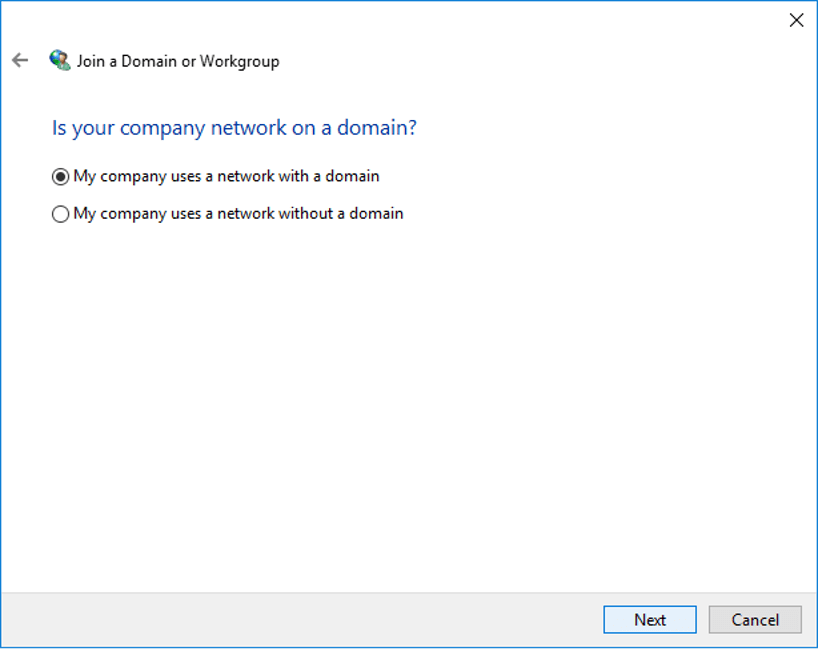 Join a Domain or Workgroup
Is your company network on a domain?
My company uses a network with a domain
My company uses a network without a domain
Next
Cancel